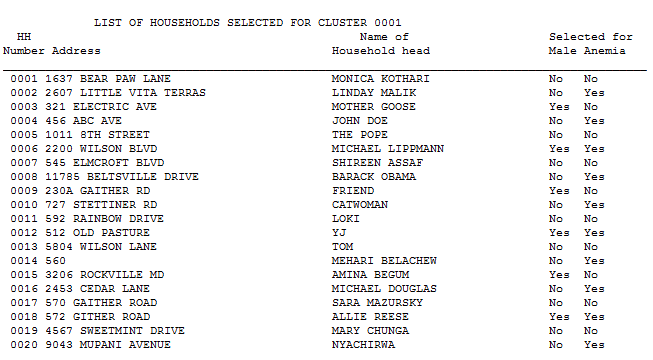 LIST OF HOUSEHOLDS SELECTED FOR CLUSTER 0001
HH Name of Selected for
Number Address Household head Male Anemia
0001 1637 BEAR PAW LANE MONICA KOTHARI No No
0002 2607 LITTLE VITA TERRAS LINDAY MALIK No Yes
0003 321 ELECTRIC AVE MOTHER GOOSE Yes No
0004 456 ABC AVE JOHN DOE No Yes
0005 1011 8TH STREET THE POPE No No
0006 2200 WILSON BLVD MICHAEL LIPPMANN Yes Yes
0007 545 ELMCROFT BLVD SHIREEN ASSAF No No
0008 11785 BELTSVILLE DRIVE BARACK OBAMA No Yes
0009 230A GAITHER RD FRIEND Yes No
0010 727 STETTINER RD CATWOMAN No Yes
0011 592 RAINBOW DRIVE LOKI No No
0012 512 OLD PASTURE YJ Yes Yes
0013 5804 WILSON LANE TOM No No
0014 560 MEHARI BELACHEW No Yes
0015 3206 ROCKVILLE MD AMINA BEGUM Yes No
0016 2453 CEDAR LANE MICHAEL DOUGLAS No Yes
0017 570 GAITHER ROAD SARA MAZURSKY No No
0018 572 GITHER ROAD ALLIE REESE Yes Yes
0019 4567 SWEETMINT DRIVE MARY CHUNGA No No
0020 9043 MUPANI AVENUE NYACHIRWA No Yes